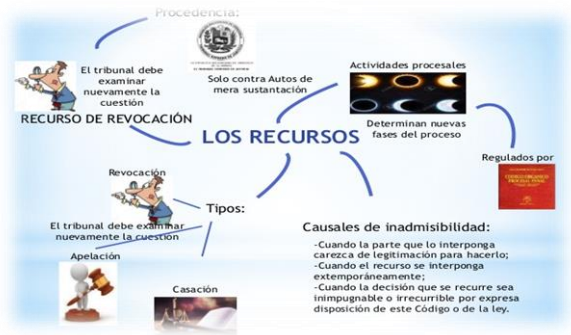 Procedencia:
El tribunal debe
examinar
nuevamente la
cuestión
Solo contra Autos de
mera sustantación
RECURSO DE REVOCACIÓN
LOS RECURSOS
Actividades procesales
Determinan nuevas
fases del proceso
Regulados por
CODIGO ORGANICO
PROCESAL PENAL
Revocación
Tipos:
El tribunal debe examinar
nuevamente la cuestión
Apelación
Casación
Causales de inadmisibilidad:
-Cuando la parte que lo interponga
carezca de legitimación para hacerlo;
-Cuando el recurso se interponga
extemporáneamente;
-Cuando la decisión que se recurre sea
inimpugnable o irrecurrible por expresa
disposición de este Código o de la ley.